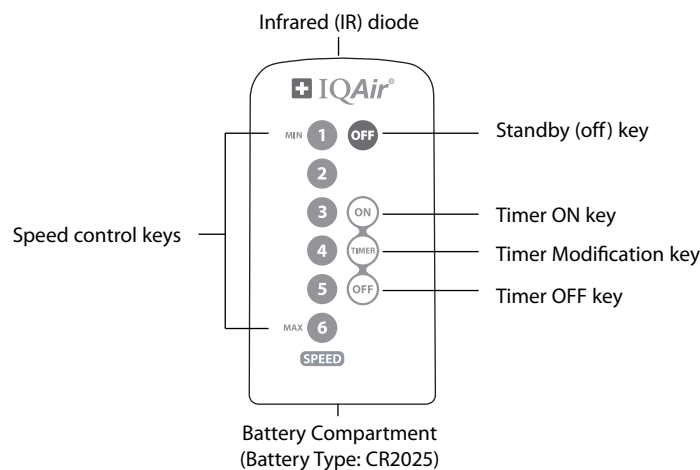 Infrared (IR) diode
IQAir®
MIN 1 OFF
Standby (off) key
2
3 ON
Timer ON key
Speed control keys
4 TIMER
Timer Modification key
5 OFF
Timer OFF key
MAX 6
SPEED
Battery Compartment
(Battery Type: CR2025)